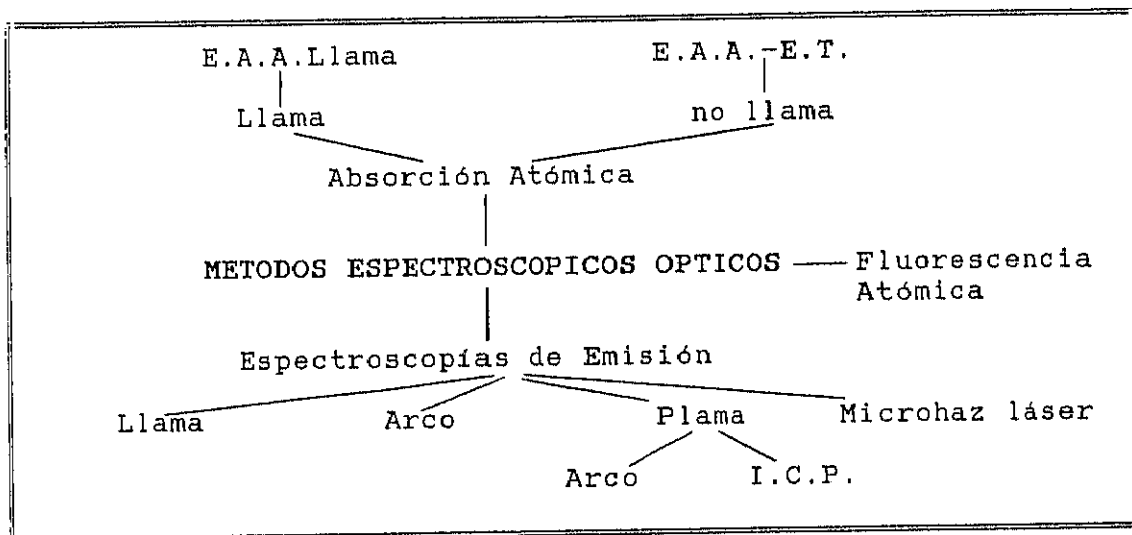 E.A.A.Llama E.A.A.-E.T.
Llama no llama
Absorción Atómica
METODOS ESPECTROSCOPICOS OPTICOS Fluorescencia
Atómica
Espectroscopías de Emisión
Llama Arco Plama Microhaz láser
Arco I.C.P.